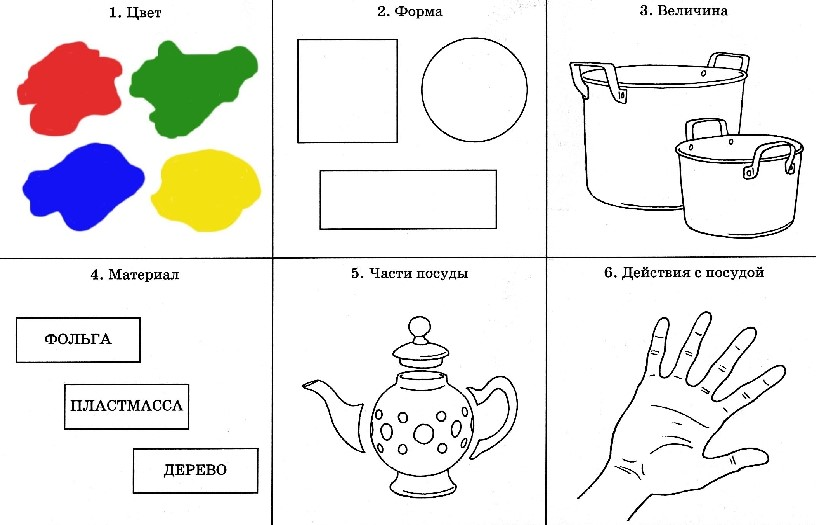 1. Цвет
2. Форма
3. Величина
4. Материал
ФОЛЬГА
ПЛАСТМАССА
ДЕРЕВО
5. Части посуды
6. Действия с посудой